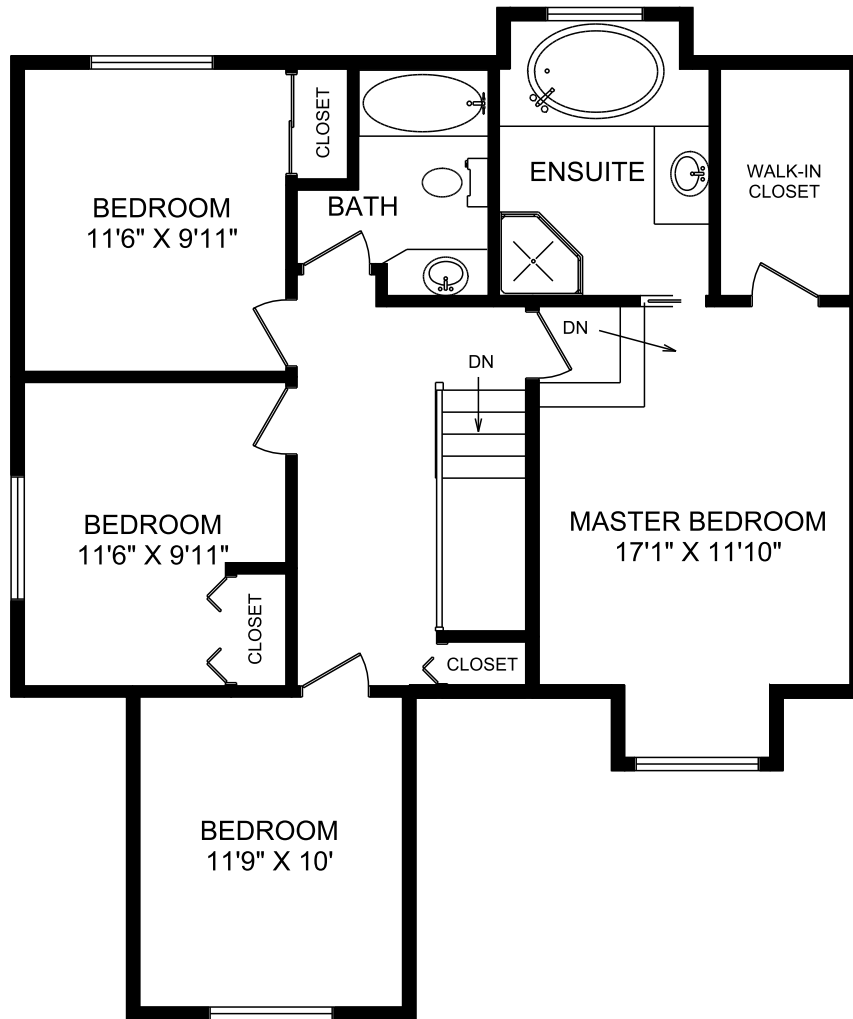 CLOSET
ENSUITE
WALK-IN
CLOSET
BEDROOM
11'6" X 9'11"
BATH
DN
DN
BEDROOM
11'6" X 9'11"
MASTER BEDROOM
17'1" X 11'10"
CLOSET
CLOSET
BEDROOM
11'9" X 10'